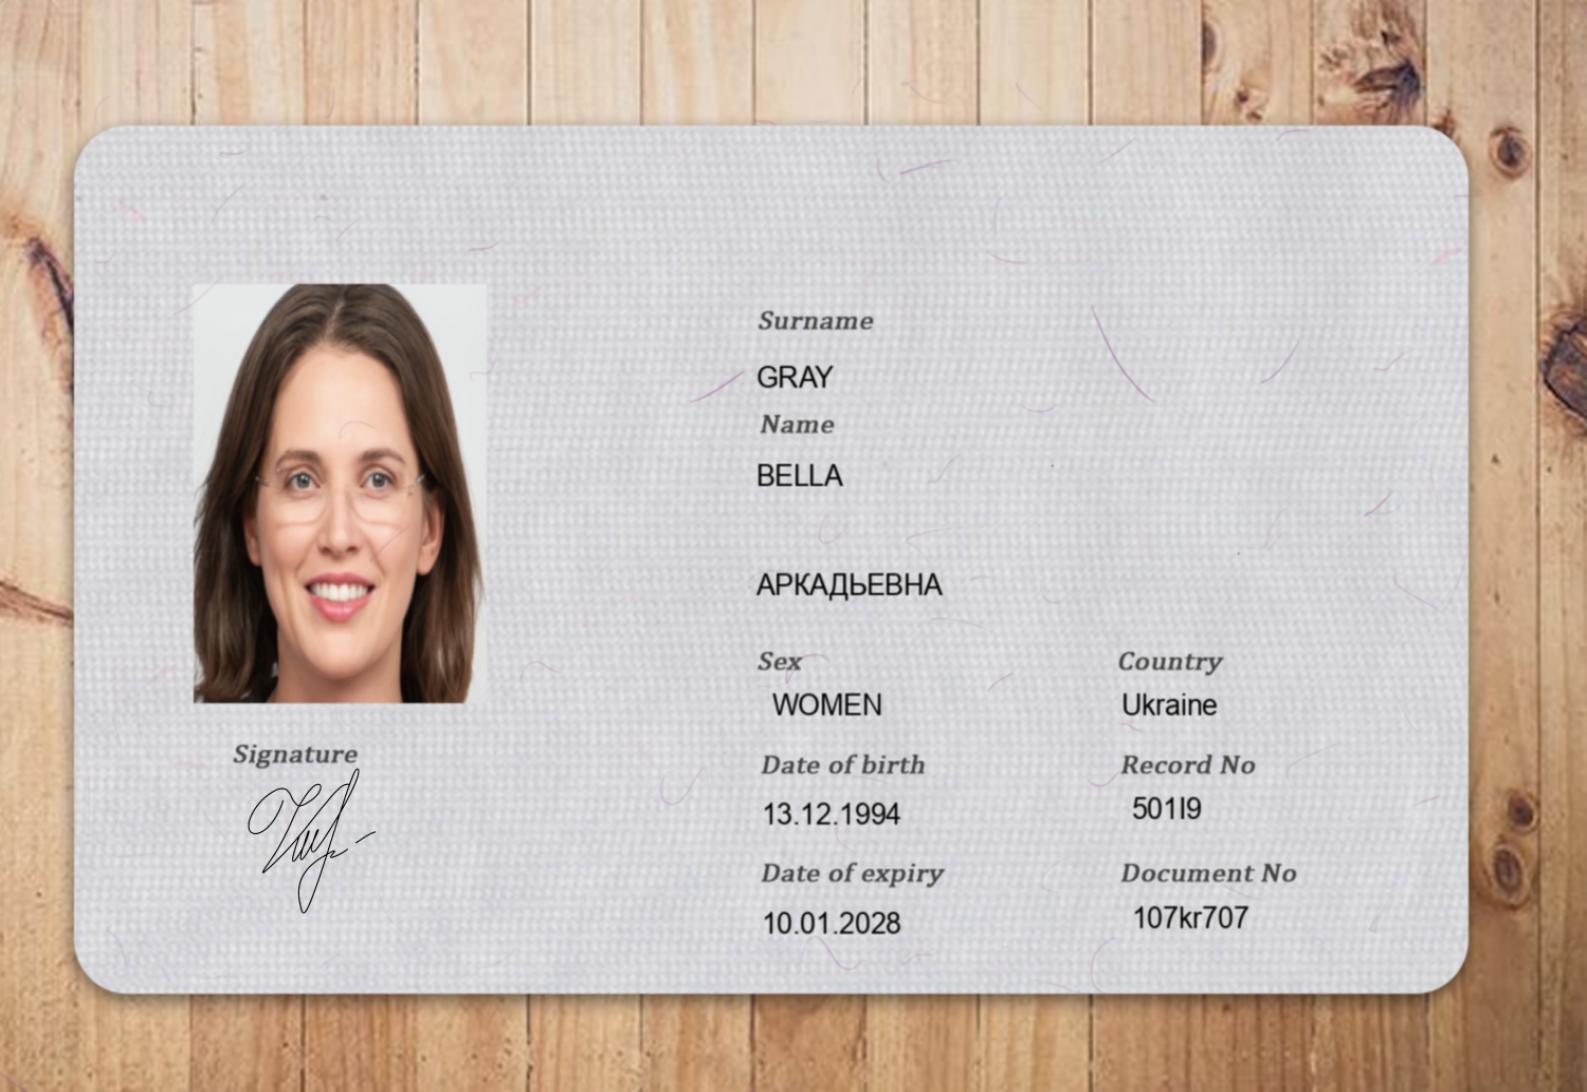 Surname
GRAY
Name
BELLA
АРКАДЬЕВНА
Sex
Country
WOMEN
Ukraine
Date of birth
Record No
13.12.1994
501I9
Date of expiry
Document No
10.01.2028
107kr707
Signature